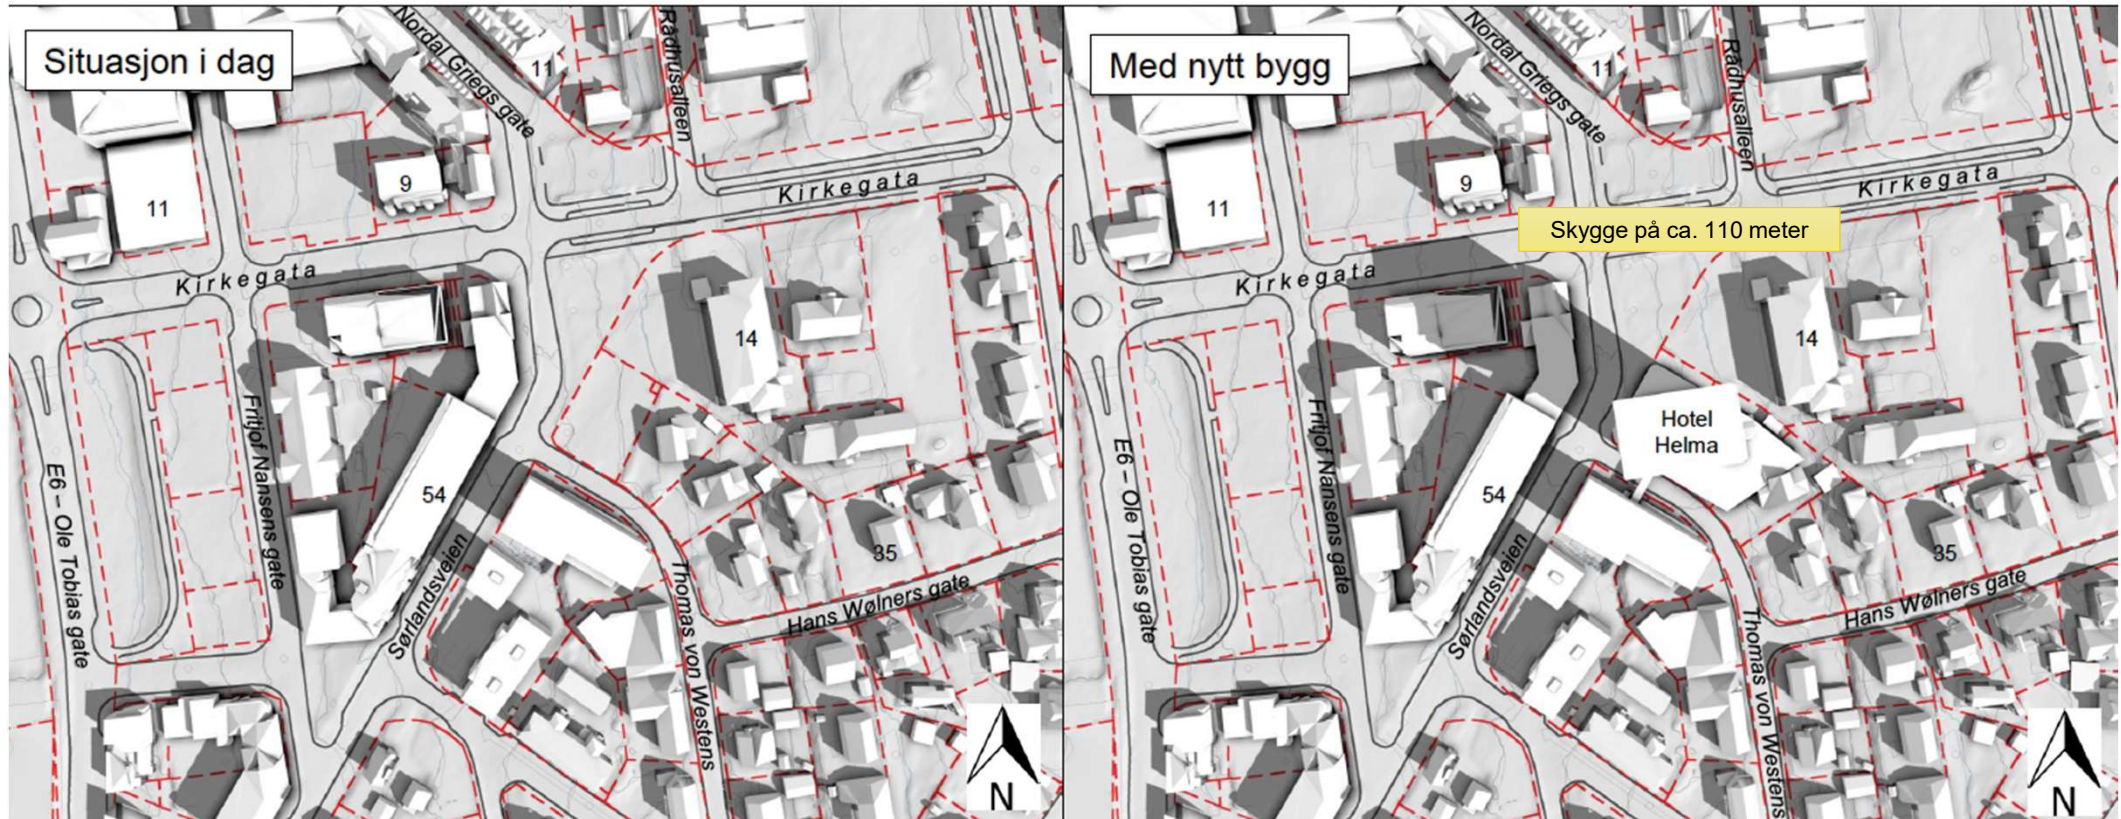 Situasjon i dag
Nordal Griegs gate
11
Rådhusalleen
9
11
Kirkegata
Kirkegata
14
Fritjof Nansens gate
E6 – Ole Tobias gate
54
35
Sørlandsveien
Thomas von Westens
Hans Wølners gate
N
Med nytt bygg
Nordal Griegs gate
11
Rådhusalleen
9
11
Kirkegata
Skygge på ca. 110 meter
Kirkegata
14
Hotel
Helma
Fritjof Nansens gate
E6 – Ole Tobias gate
54
35
Sørlandsveien
Hans Wølners gate
Thomas von Westens
N